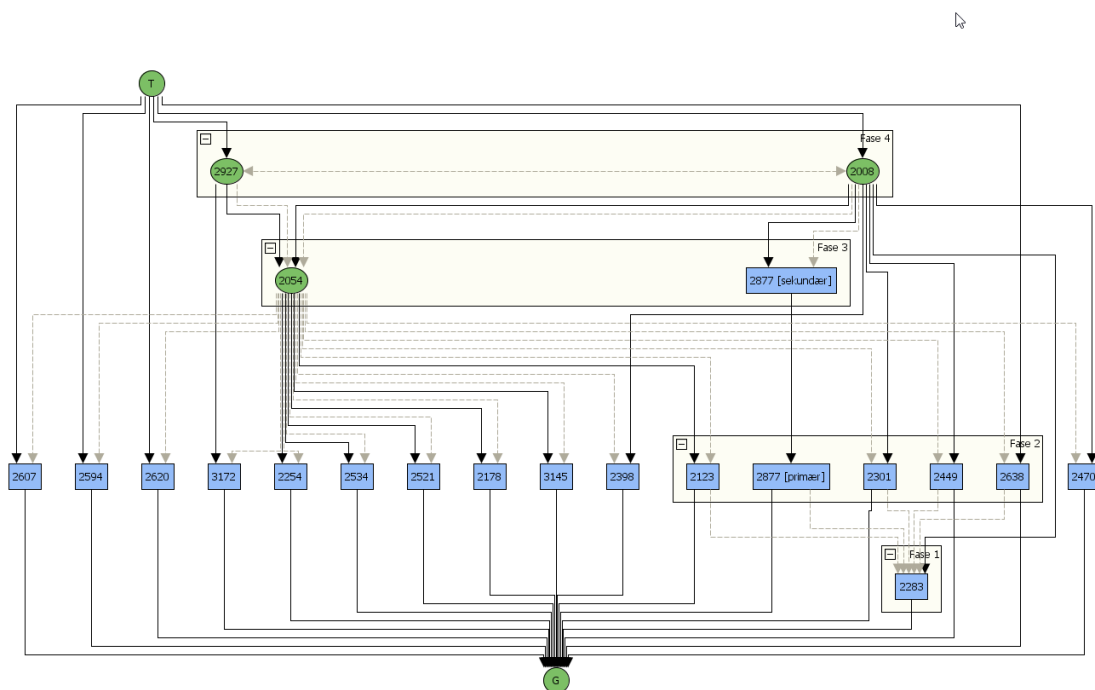 T
Fase 4
2927
2008
Fase 3
2054
2877 [sekundær]
Fase 2
2607
2594
2620
3172
2254
2534
2521
2178
3145
2398
2123
2877 [primær]
2301
2449
2638
2470
Fase 1
2283
G